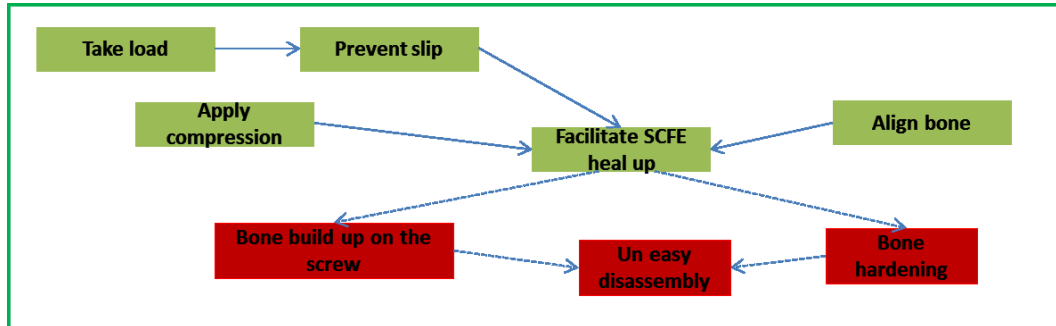 Take load
Prevent slip
Apply
compression
Facilitate SCFE
heal up
Align bone
Bone build up on the
screw
Un easy
disassembly
Bone
hardening